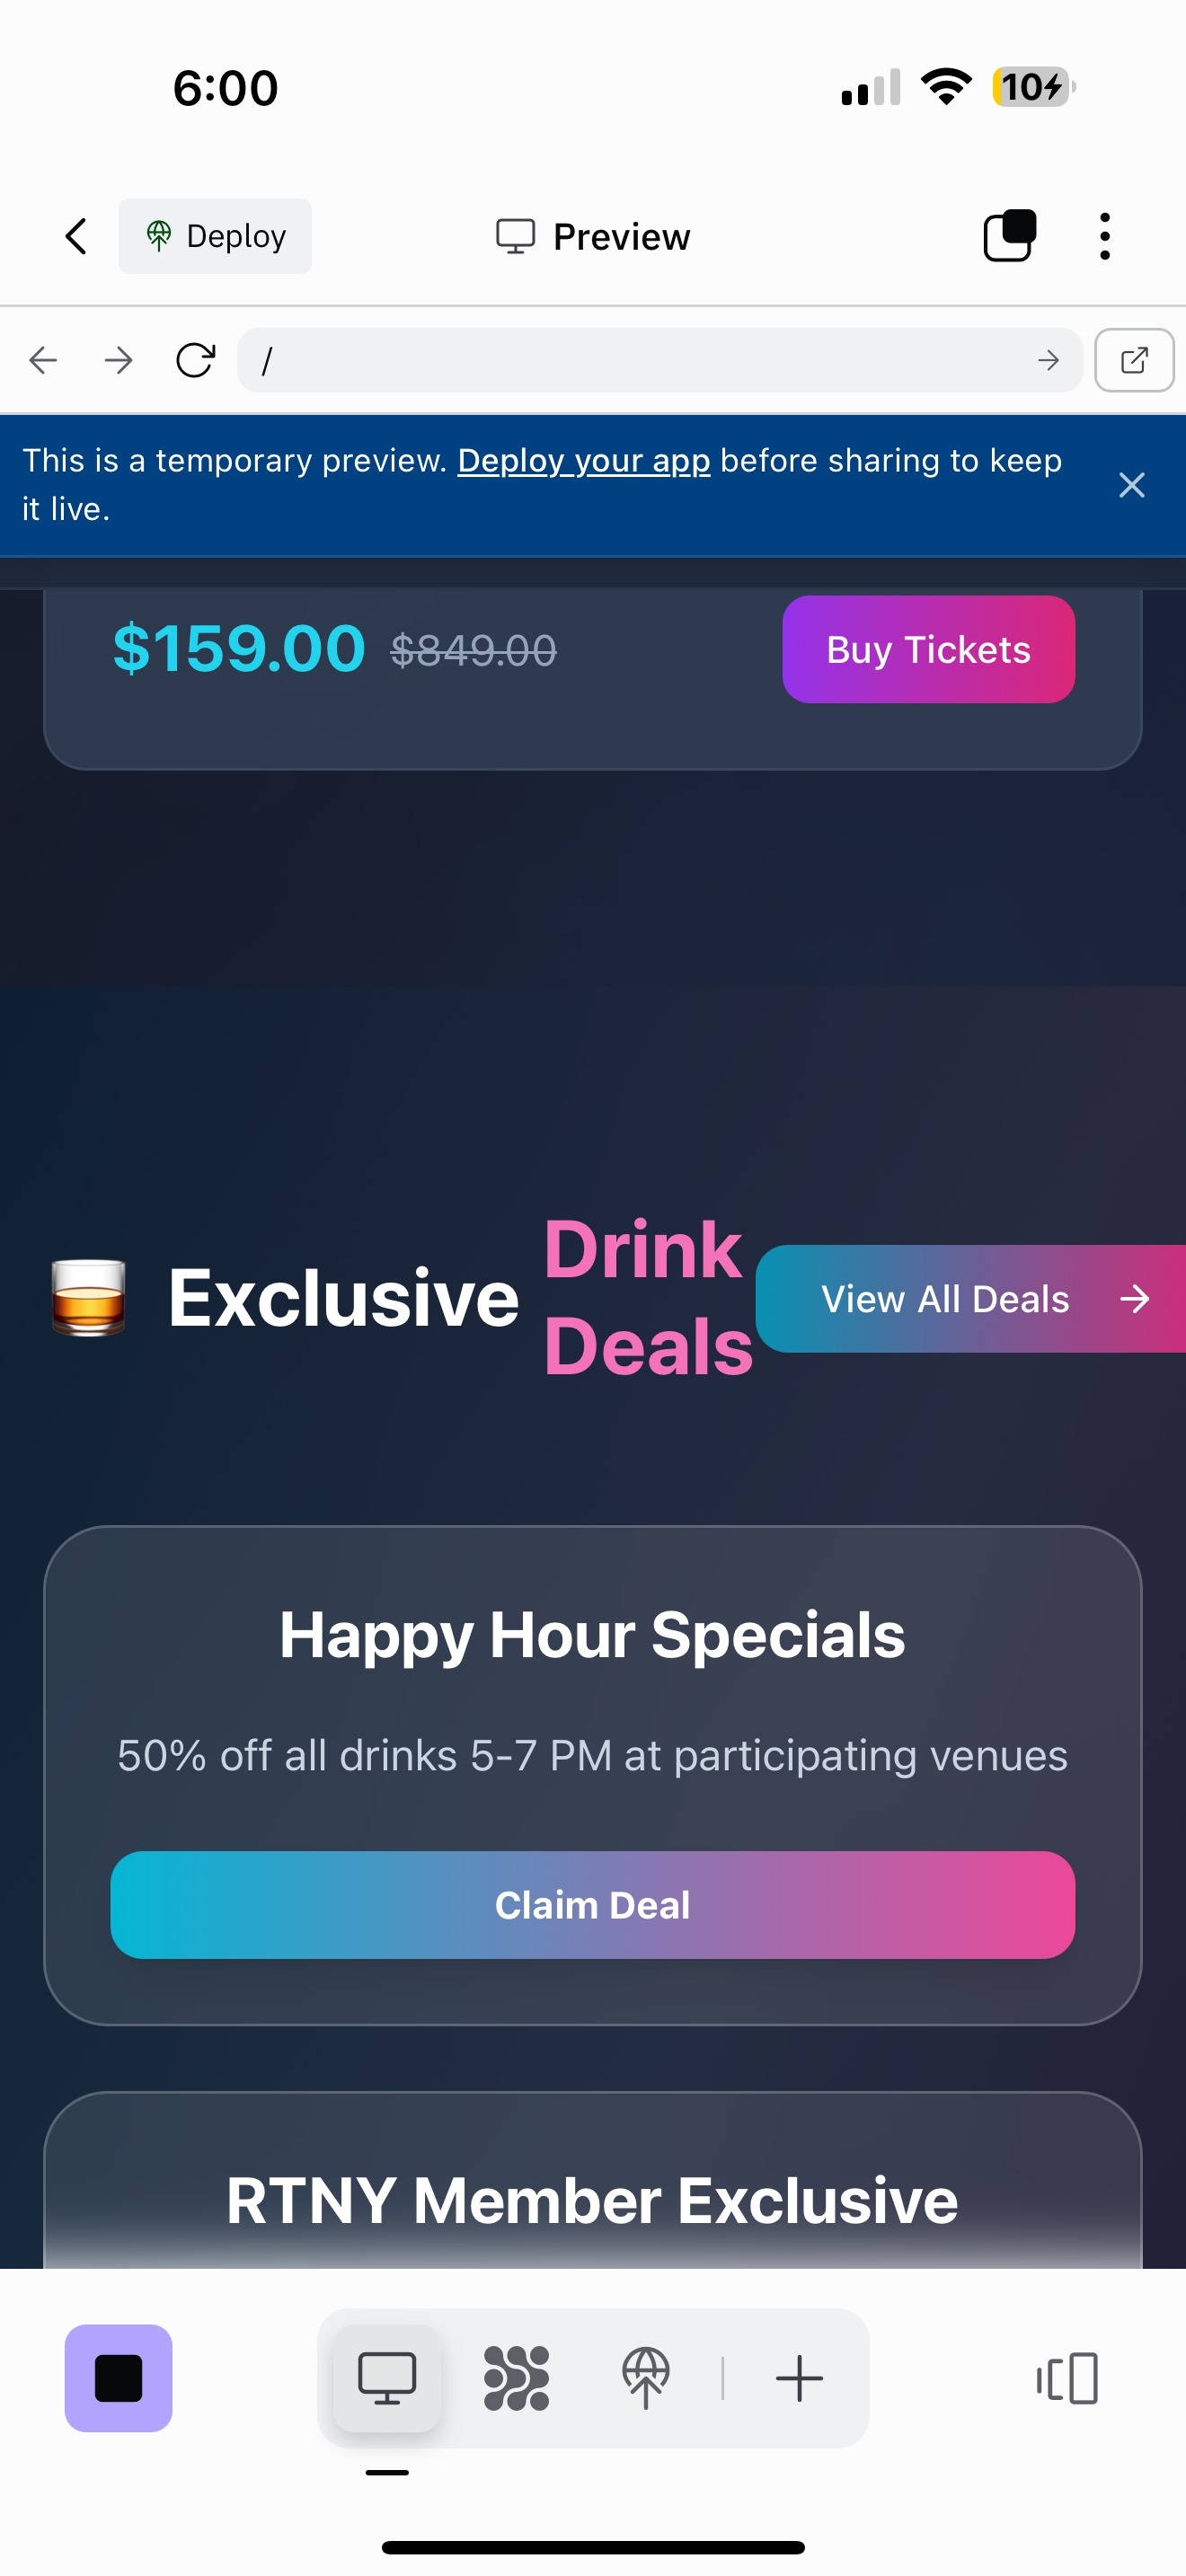 6:00
10
Deploy
Preview
/
This is a temporary preview. Deploy your app before sharing to keep
it live.
$159.00 $849.00
Buy Tickets
Exclusive
Drink
Deals
View All Deals
Happy Hour Specials
50% off all drinks 5-7 PM at participating venues
Claim Deal
RTNY Member Exclusive